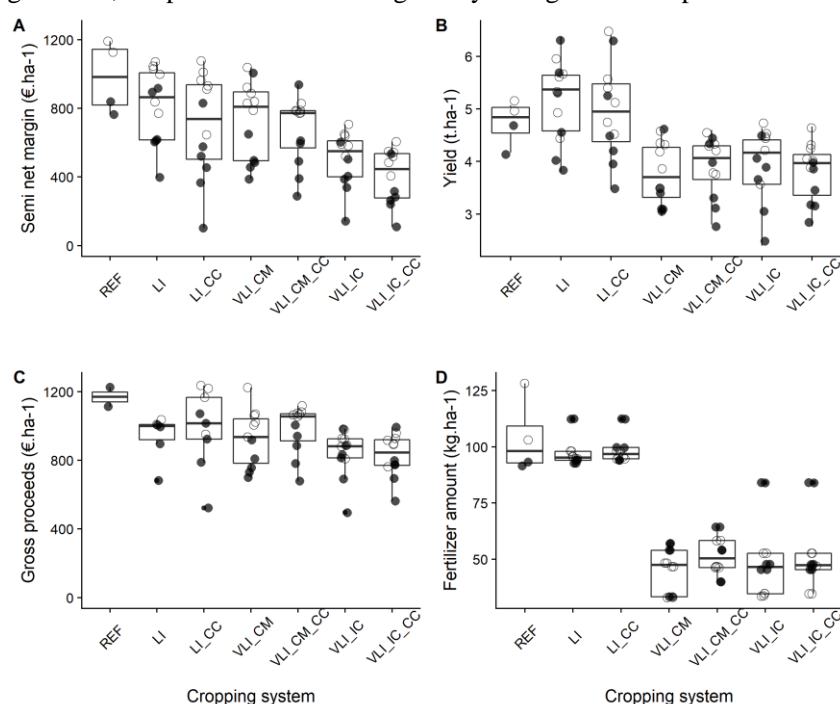 A
B
Semi net margin (€.ha-1)
1200
800
400
0
REF
LI
LI_CC
VLI_CM
VLI_CM_CC
VLI_IC
VLI_IC_CC
Yield (t.ha-1)
6
5
4
3
REF
LI
LI_CC
VLI_CM
VLI_CM_CC
VLI_IC
VLI_IC_CC
C
D
Gross proceeds (€.ha-1)
1200
800
400
0
REF
LI
LI_CC
VLI_CM
VLI_CM_CC
VLI_IC
VLI_IC_CC
Cropping system
Fertilizer amount (kg.ha-1)
125
100
75
50
REF
LI
LI_CC
VLI_CM
VLI_CM_CC
VLI_IC
VLI_IC_CC
Cropping system